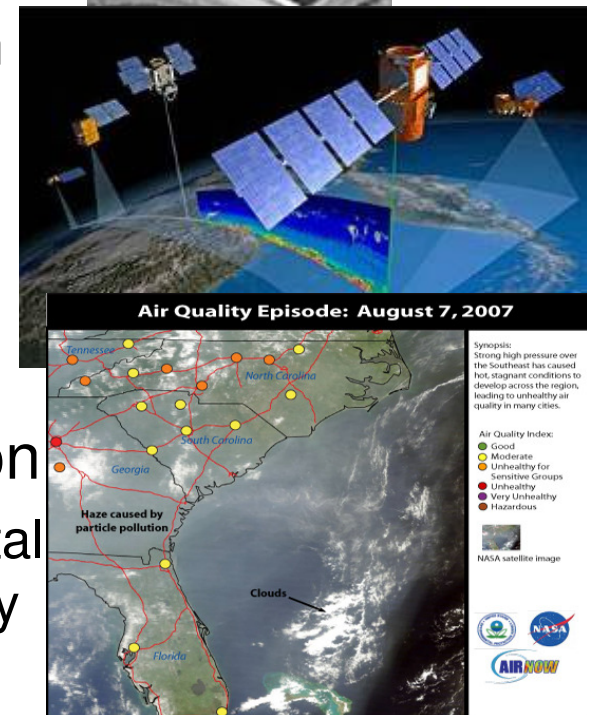 Air Quality Episode: August 7, 2007
Tennessee
North Carolina
South Carolina
Georgia
Haze caused by
particle pollution
Clouds
Florida
Synopsis:
Strong high pressure over
the Southeast has caused
hot, stagnant conditions to
develop across the region,
leading to unhealthy air
quality in many cities.
Air Quality Index:
Good
Moderate
Unhealthy for
Sensitive Groups
Unhealthy
Very Unhealthy
Hazardous
NASA satellite image
NASA
AIRNOW
on
tal
y